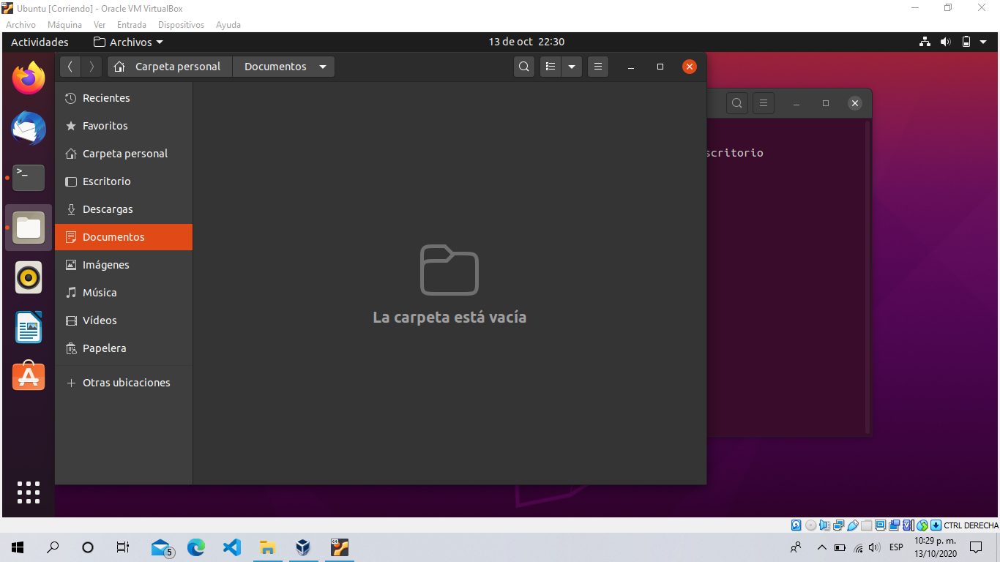 Ubuntu [Corriendo] - Oracle VM VirtualBox
Archivo Máquina Ver Entrada Dispositivos Ayuda
Actividades Archivos 13 de oct 22:30
Carpeta personal Documentos
Recientes
Favoritos
Carpeta personal
Escritorio
Descargas
Documentos
Imágenes
Música
Vídeos
Papelera
Otras ubicaciones
La carpeta está vacía
scritorio
>_
CTRL DERECHA
5
ESP
10:29 p. m.
13/10/2020